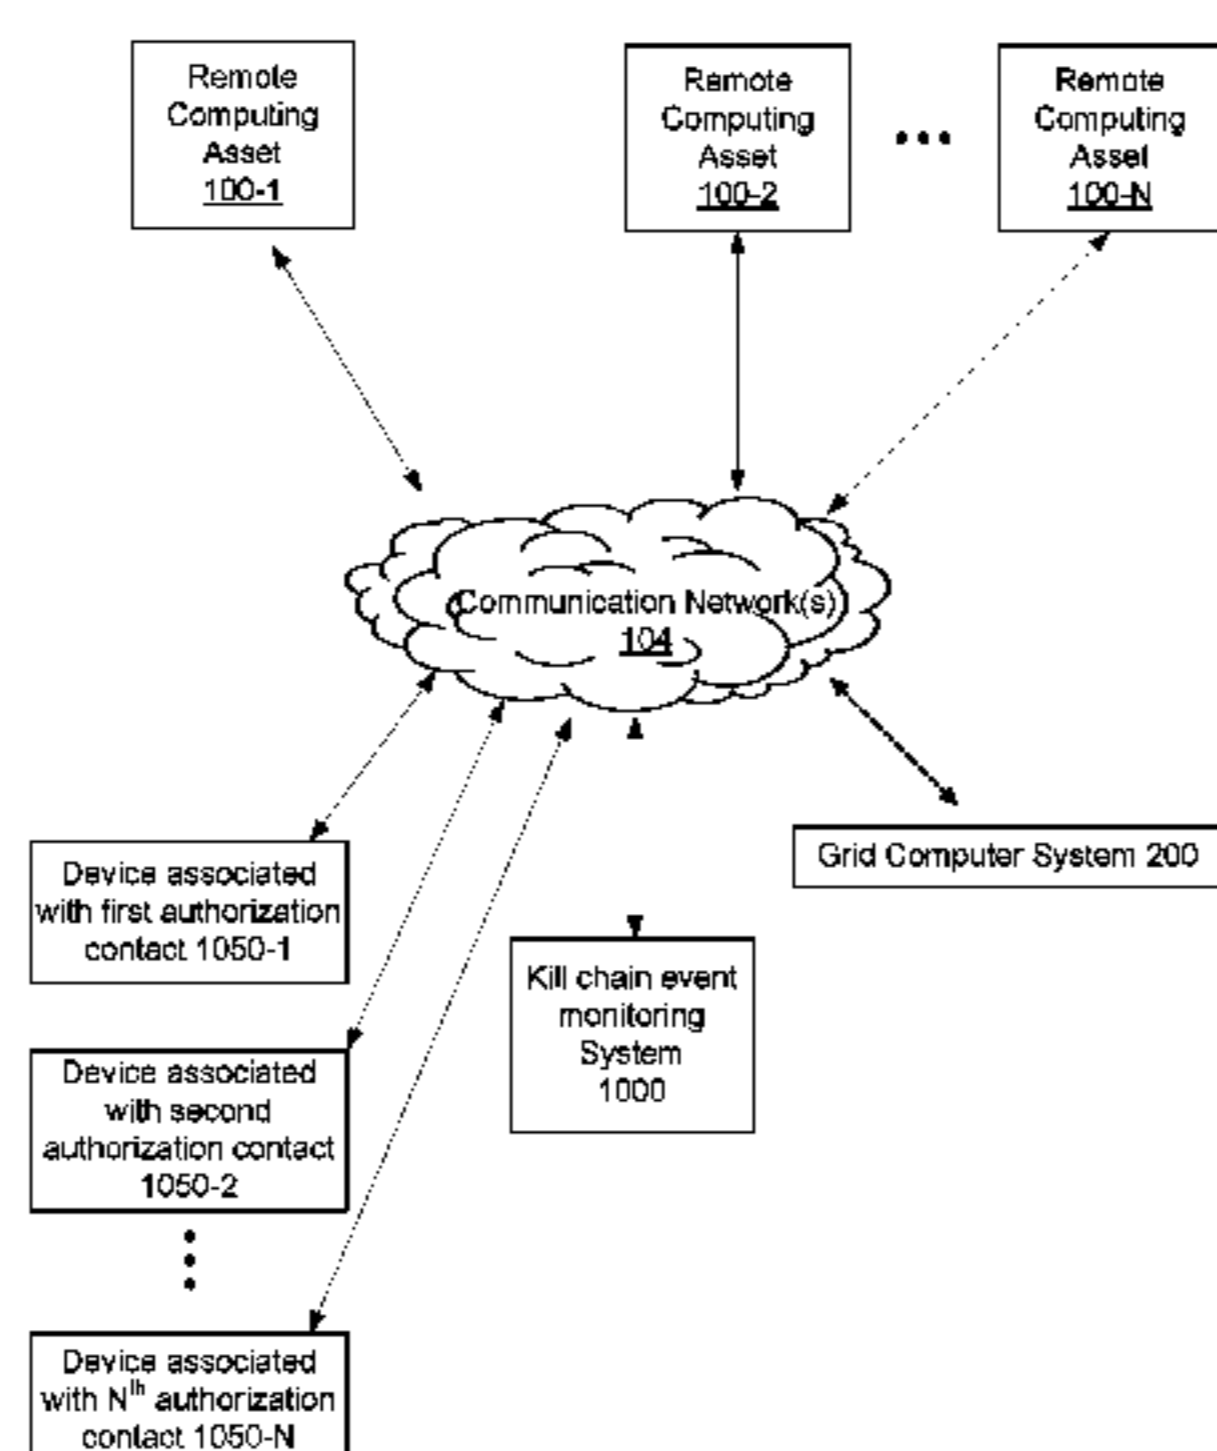 Remote
Computing
Asset
100-1
Remote
Computing
Asset
100-2
Remote
Computing
Asset
100-N
Communication Network(s)
104
Grid Computer System 200
Device associated
with first authorization
contact 1050-1
Kill chain event
monitoring
System
1000
Device associated
with second
authorization contact
1050-2
Device associated
with Nth authorization
contact 1050-N